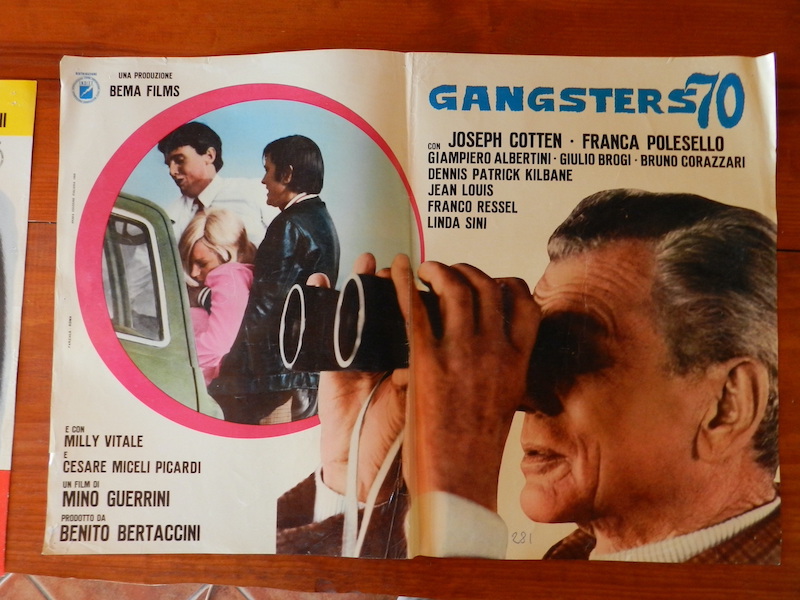 UNA PRODUZIONE
BEMA FILMS
GANGSTERS '70
CON JOSEPH COTTEN · FRANCA POLESELLO
GIAMPIERO ALBERTINI · GIULIO BROGI · BRUNO CORAZZARI
DENNIS PATRICK KILBANE
JEAN LOUIS
FRANCO RESSEL
LINDA SINI
E CON
MILLY VITALE
E
CESARE MICELI PICARDI
UN FILM DI
MINO GUERRINI
PRODOTTO DA
BENITO BERTACCINI
231